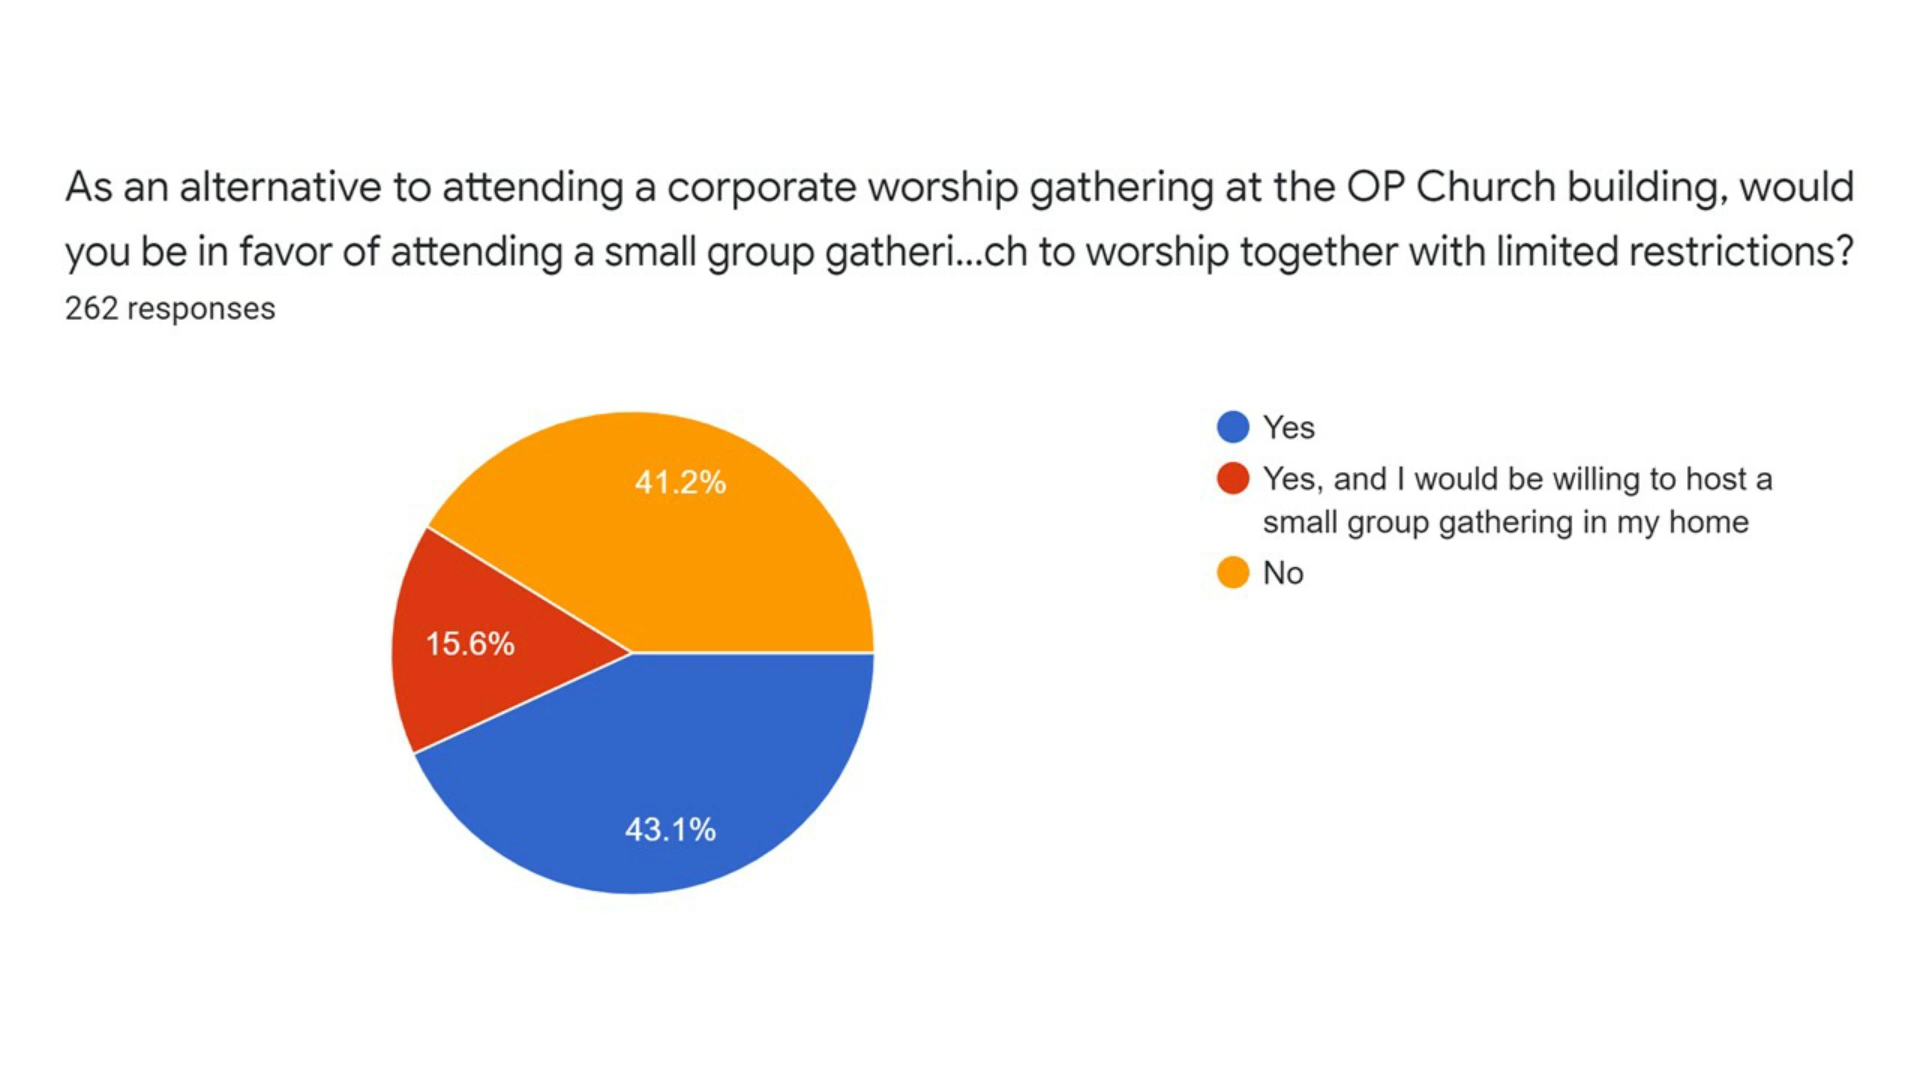 As an alternative to attending a corporate worship gathering at the OP Church building, would
you be in favor of attending a small group gatheri...ch to worship together with limited restrictions?
262 responses
41.2%
15.6%
43.1%
Yes
Yes, and I would be willing to host a
small group gathering in my home
No